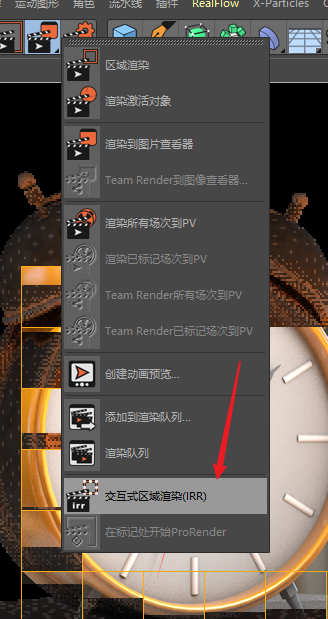 运动图形 角色 插件 RealFlow X-Particles
区域渲染
渲染激活对象
渲染到图片查看器
Team Render到图像查看器...
渲染所有场次到PV
渲染已标记场次到PV
Team Render所有场次到PV
Team Render已标记场次到PV
创建动画预览...
添加到渲染队列...
渲染队列
irr 交互式区域渲染(IRR)
在标记处开始ProRender